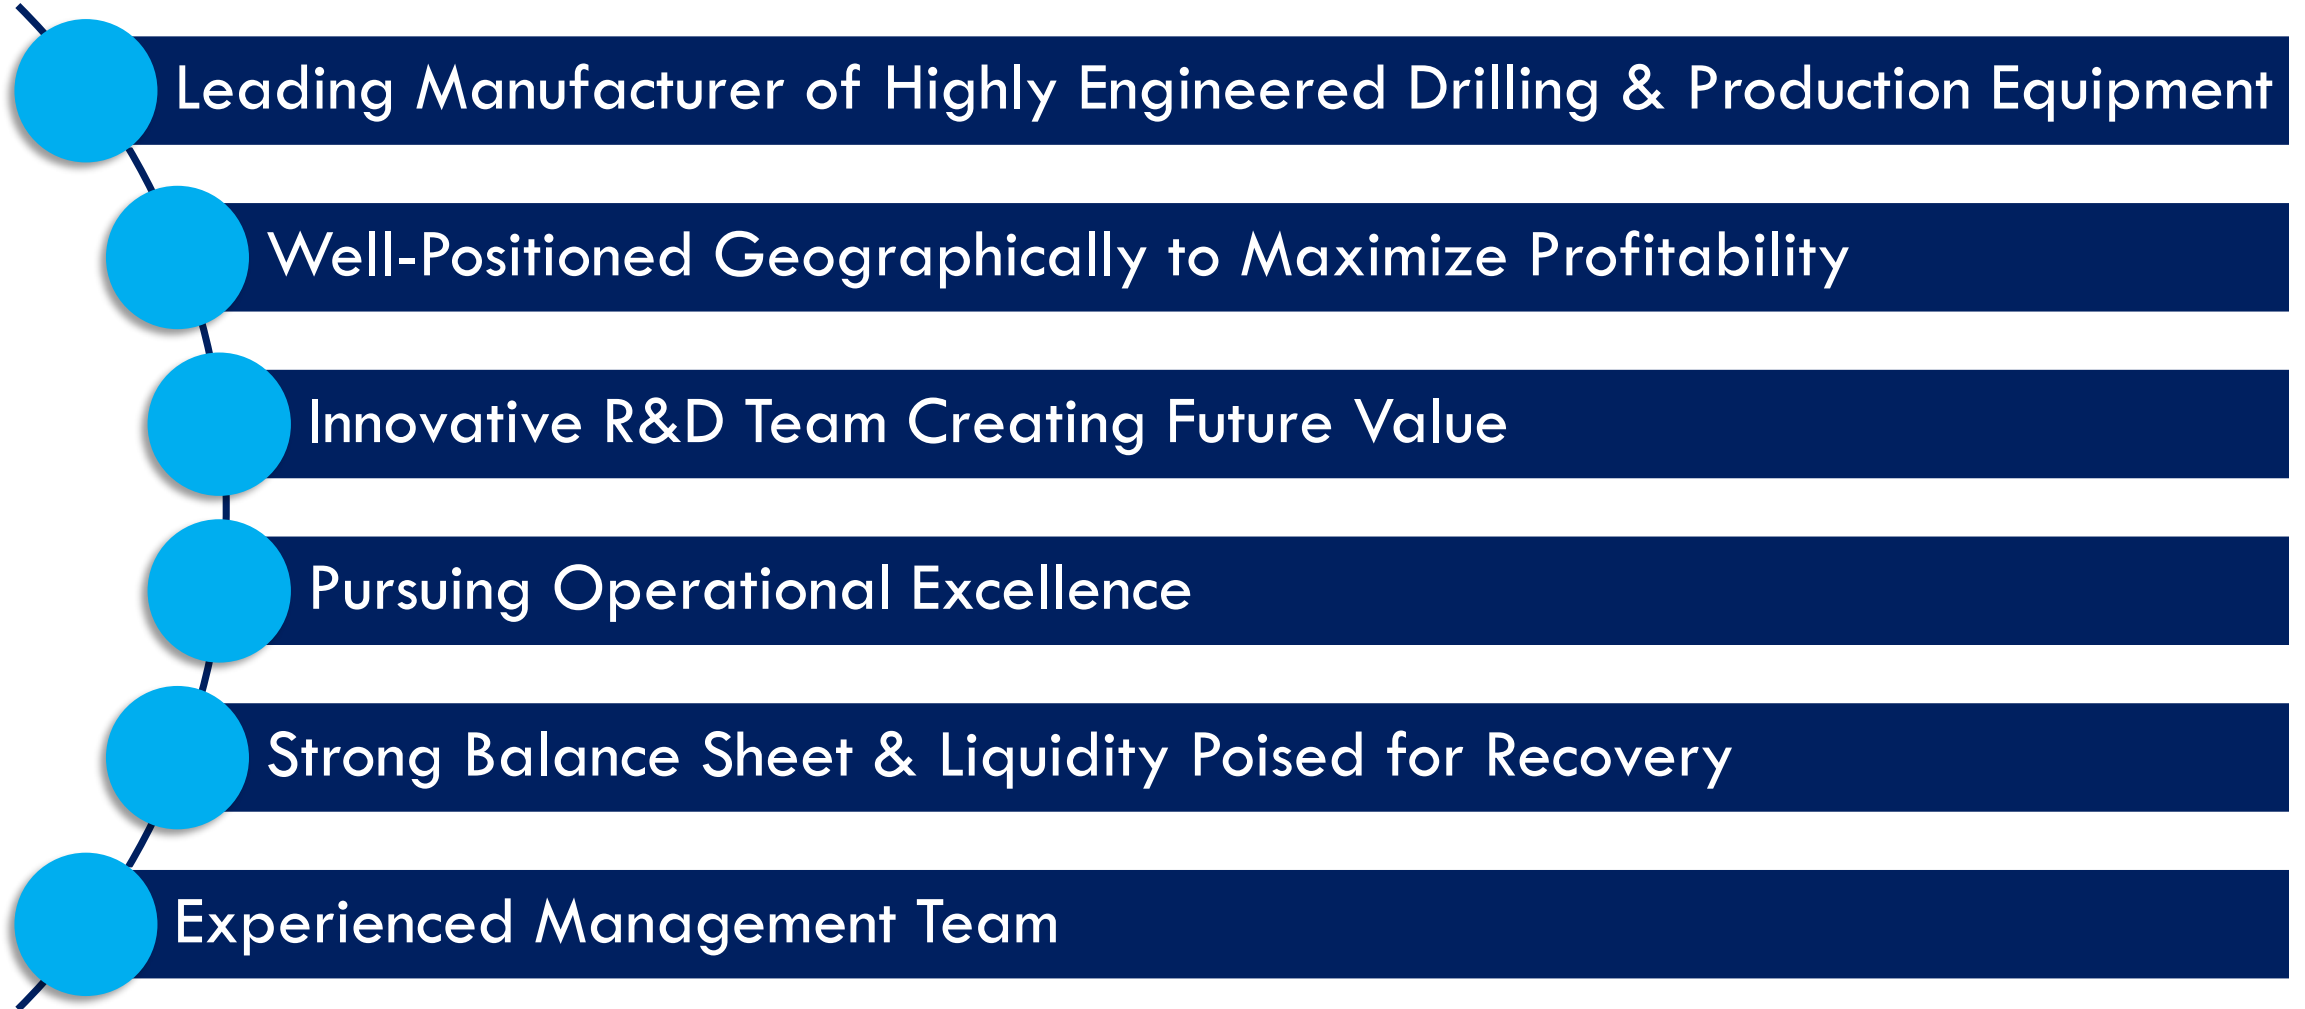 Leading Manufacturer of Highly Engineered Drilling & Production Equipment
Well-Positioned Geographically to Maximize Profitability
Innovative R&D Team Creating Future Value
Pursuing Operational Excellence
Strong Balance Sheet & Liquidity Poised for Recovery
Experienced Management Team